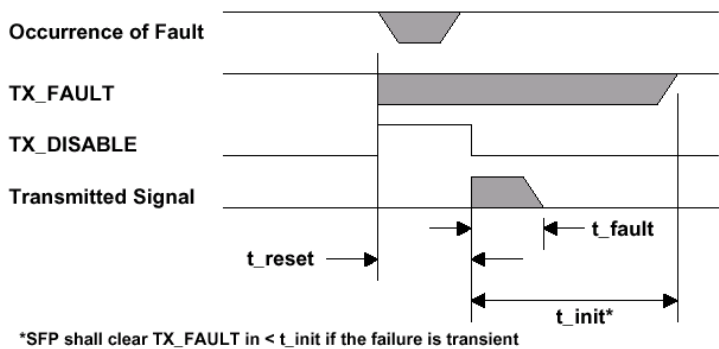 Occurrence of Fault
TX_FAULT
TX_DISABLE
Transmitted Signal
t_fault
t_reset
t_init*
*SFP shall clear TX_FAULT in < t_init if the failure is transient